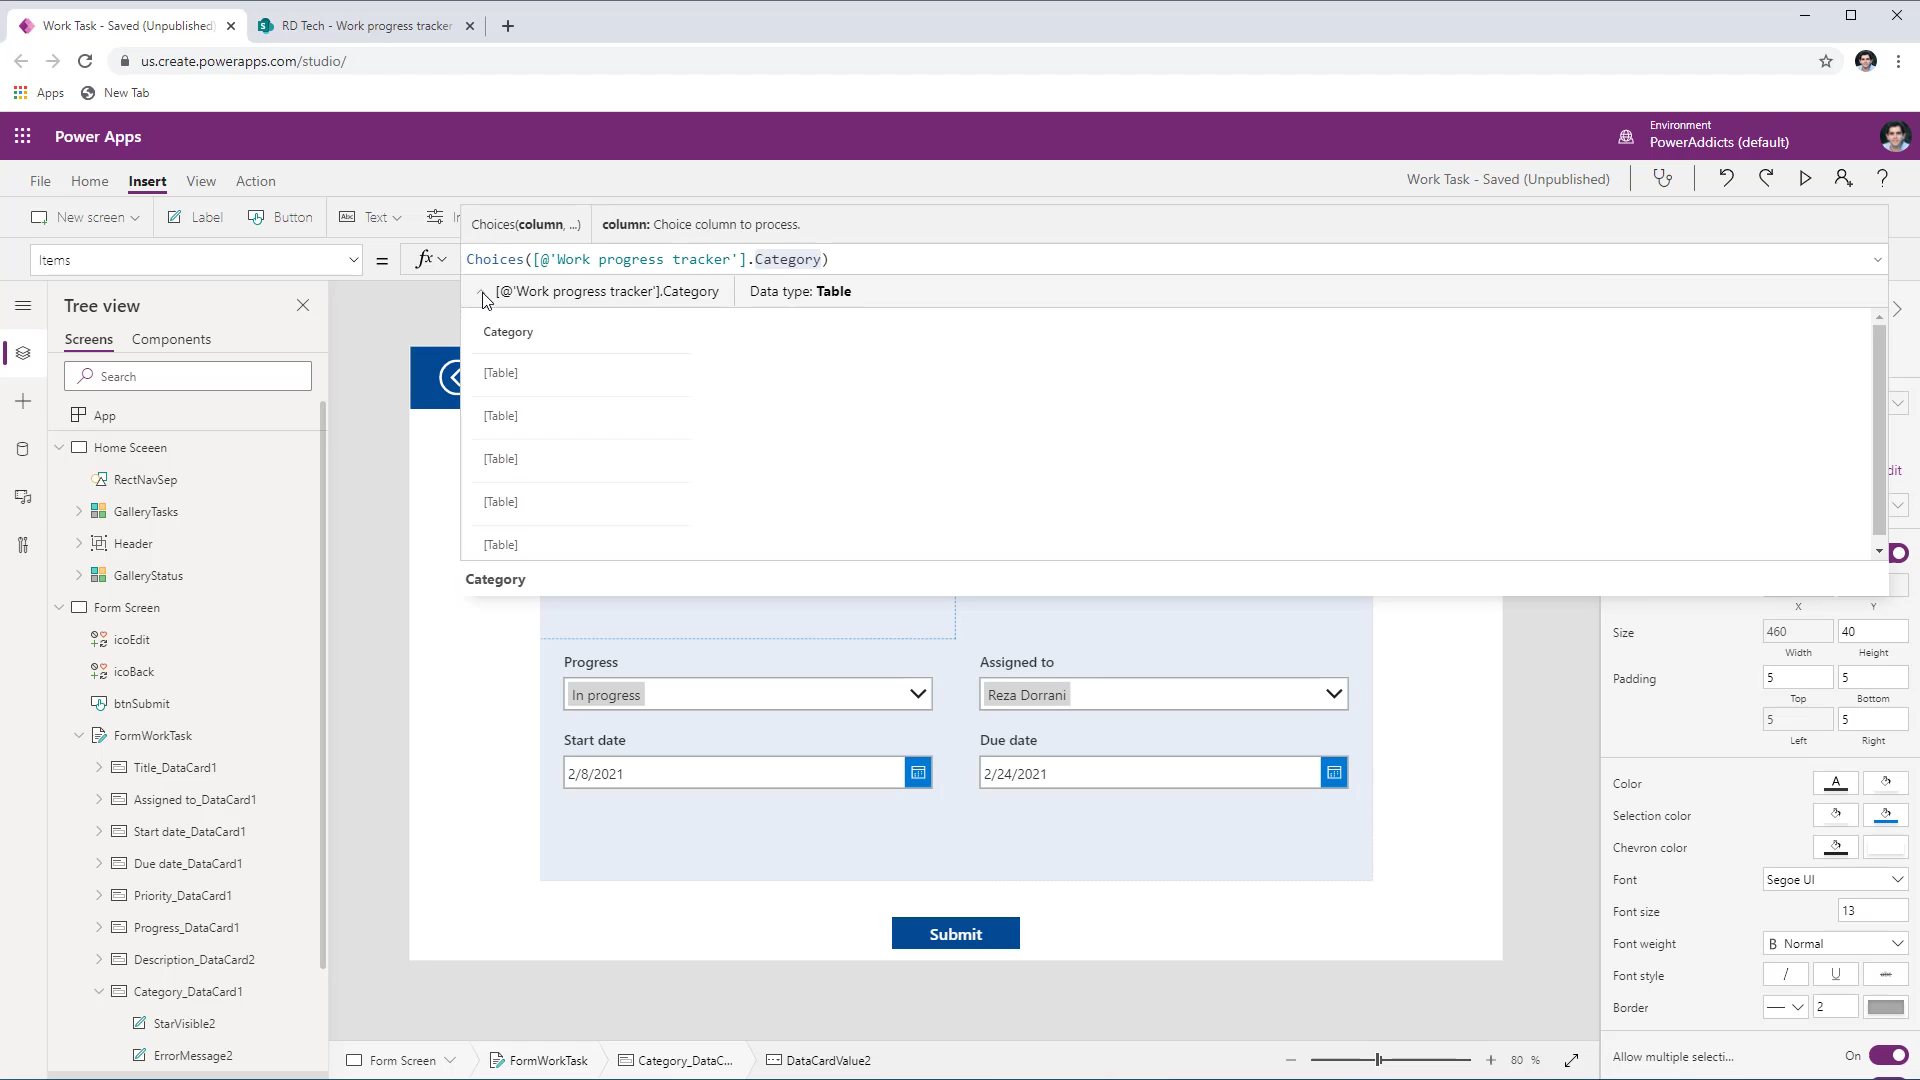 Work Task - Saved (Unpublished)
RD Tech - Work progress tracker
us.create.powerapps.com/studio/
Apps
New Tab
Power Apps
Environment
PowerAddicts (default)
File
Home
Insert
View
Action
Work Task - Saved (Unpublished)
New screen
Label
Button
Abc
Text
Choices(column, ...)
column: Choice column to process.
Items
=
fx
Choices([@'Work progress tracker'].Category)
[@'Work progress tracker'].Category
Data type: Table
Category
[Table]
[Table]
[Table]
[Table]
[Table]
Category
Tree view
Screens
Components
Search
App
Home Sceeen
RectNavSep
GalleryTasks
Header
GalleryStatus
Form Screen
icoEdit
icoBack
btnSubmit
FormWorkTask
Title_DataCard1
Assigned to_DataCard1
Start date_DataCard1
Due date_DataCard1
Priority_DataCard1
Progress_DataCard1
Description_DataCard2
Category_DataCard1
StarVisible2
ErrorMessage2
Progress
In progress
Assigned to
Reza Dorrani
Start date
2/8/2021
Due date
2/24/2021
Submit
dit
X
Y
Size
460
40
Width
Height
Padding
5
5
Top
Bottom
5
5
Left
Right
Color
A
Selection color
Chevron color
Font
Segoe UI
Font size
13
Font weight
B Normal
Font style
/
U
abc
Border
2
Allow multiple selecti...
On
Form Screen
FormWorkTask
Category_DataC...
DataCardValue2
80 %